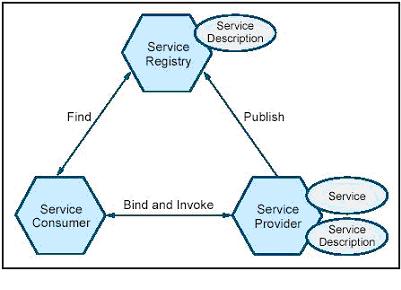 Service
Description
Service
Registry
Find
Publish
Service
Consumer
Bind and Invoke
Service
Provider
Service
Service
Description